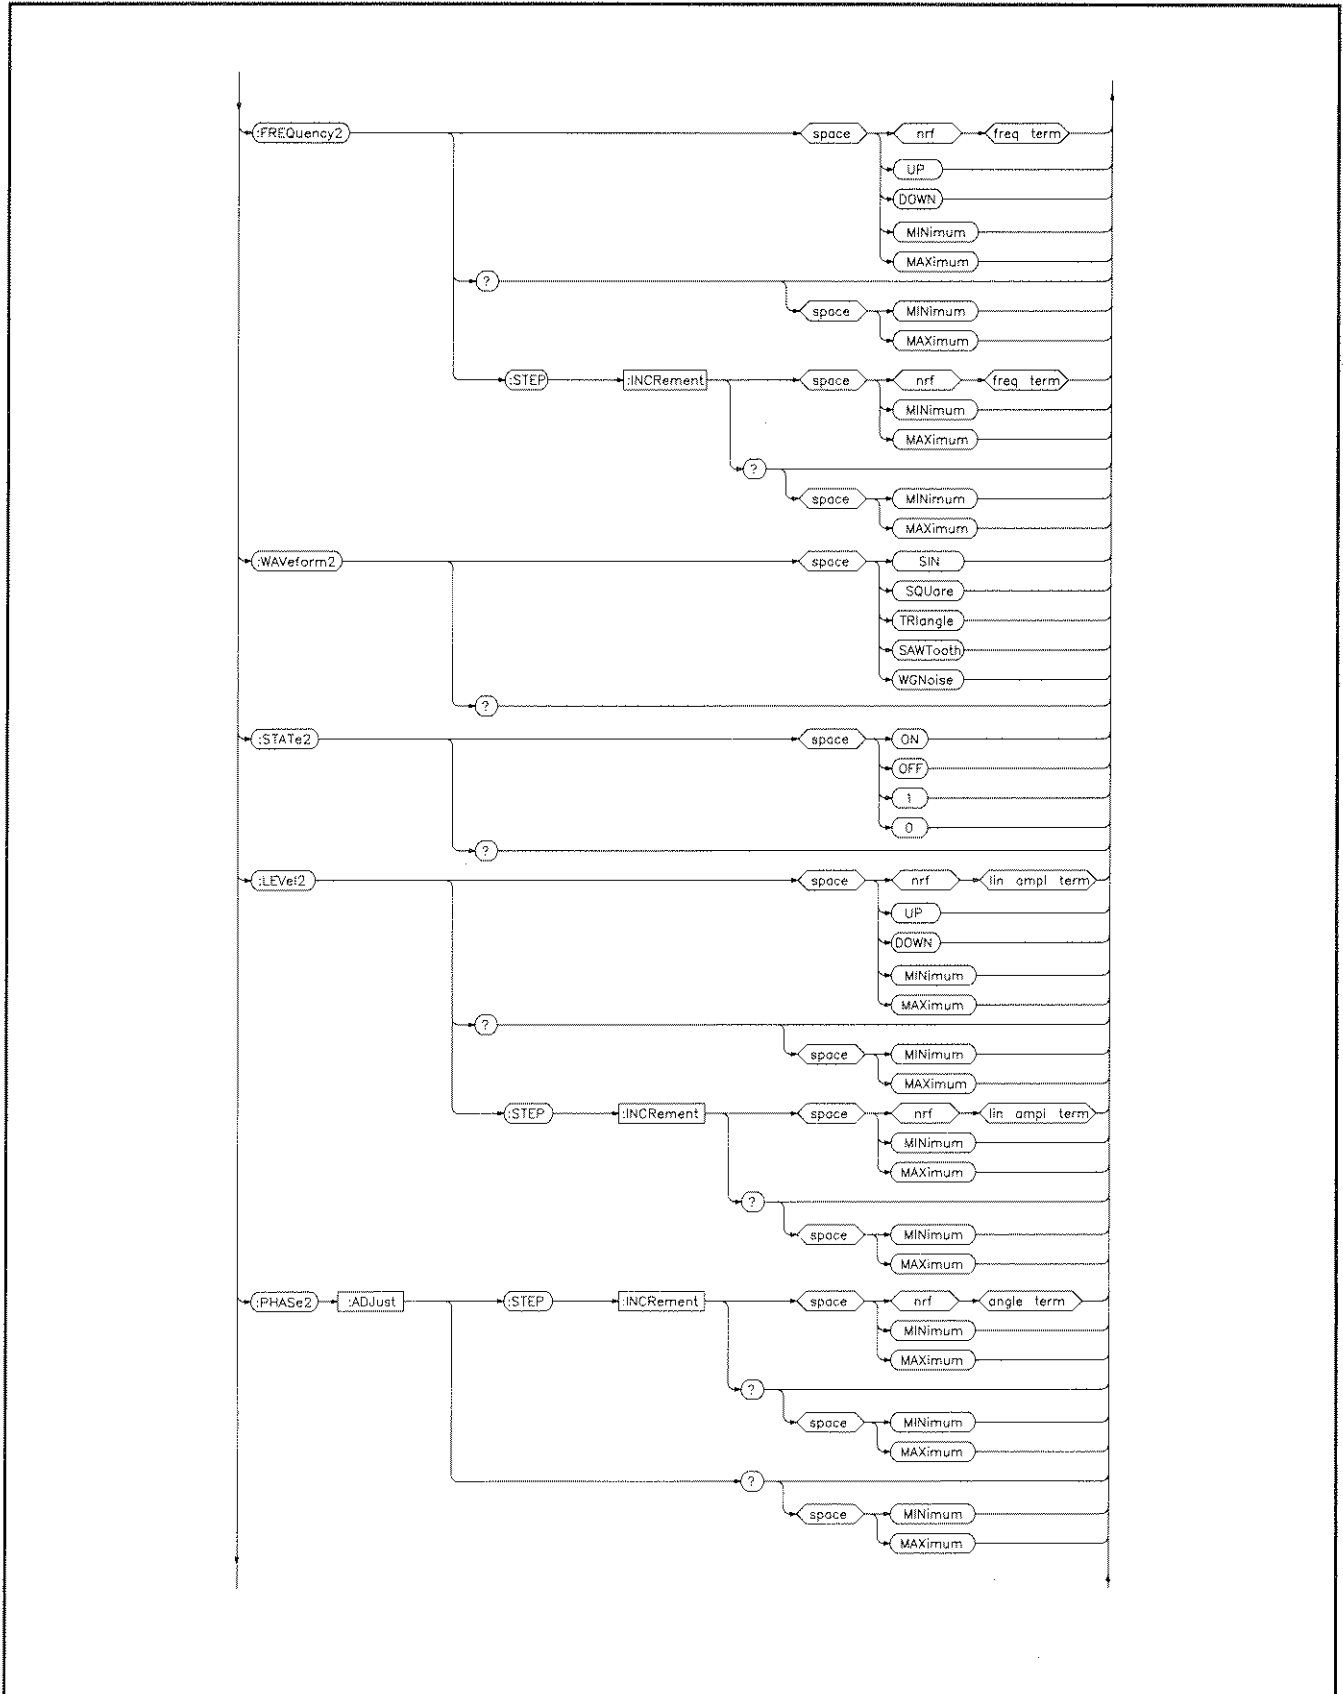 :FREQuency2 space nrf freq term
UP
DOWN
MINimum
MAXimum
?
space MINimum
MAXimum
:STEP :INCRement space nrf freq term
MINimum
MAXimum
?
space MINimum
MAXimum
:WAVeform2 space SIN
SQUare
TRIangle
SAWTooth
WGNoise
?
:STATe2 space ON
OFF
1
0
?
:LEVel2 space nrf lin ampl term
UP
DOWN
MINimum
MAXimum
?
space MINimum
MAXimum
:STEP :INCRement space nrf lin ampl term
MINimum
MAXimum
?
space MINimum
MAXimum
:PHASe2 :ADJust :STEP :INCRement space nrf angle term
MINimum
MAXimum
?
space MINimum
MAXimum
?
space MINimum
MAXimum